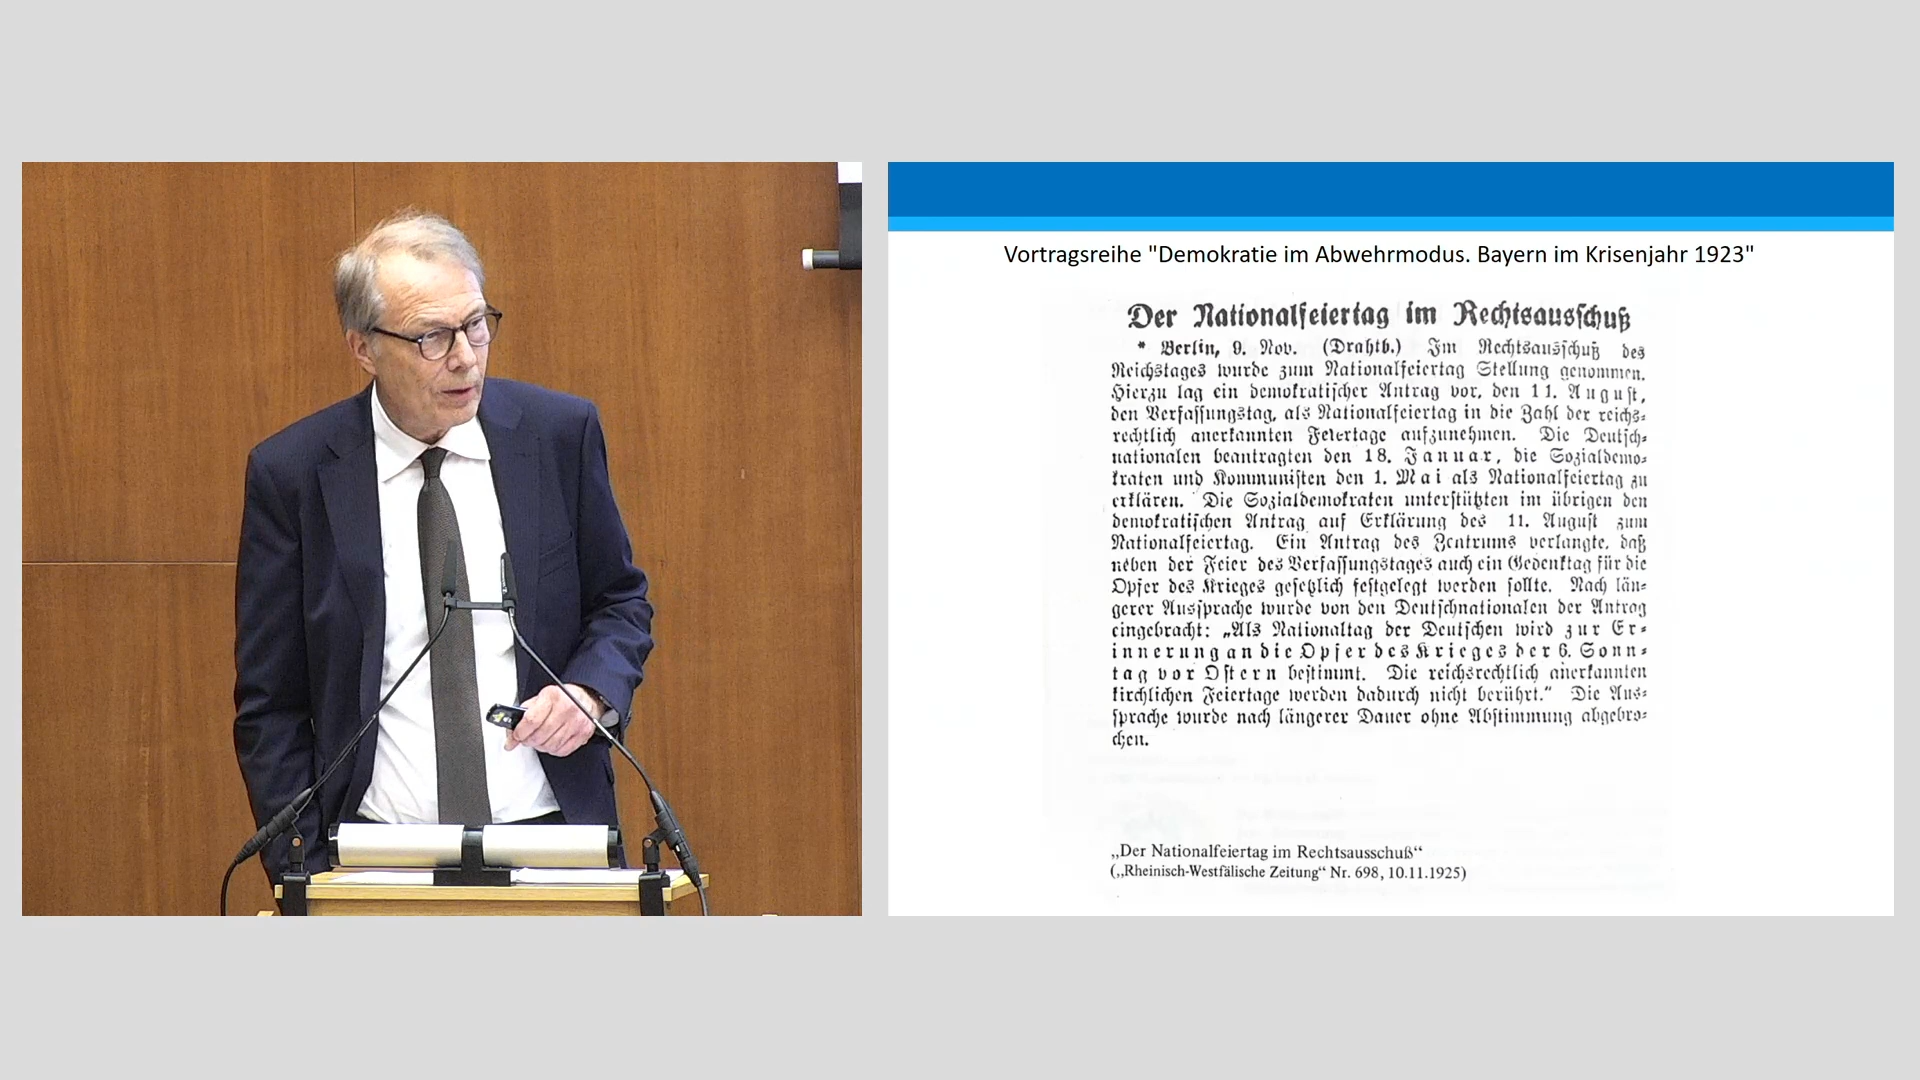 Vortragsreihe "Demokratie im Abwehrmodus. Bayern im Krisenjahr 1923"
Der Nationalfeiertag im Rechtsausschuß
* Berlin, 9. Nov. (Drahtb.) Im Rechtsausschuß des
Reichstages wurde zum Nationalfeiertag Stellung genommen.
Hierzu lag ein demokratischer Antrag vor, den 11. August,
den Verfassungstag, als Nationalfeiertag in die Zahl der reichs-
rechtlich anerkannten Feiertage aufzunehmen. Die Deutsch-
nationalen beantragten den 18. Januar, die Sozialdemo-
kraten und Kommunisten den 1. Mai als Nationalfeiertag zu
erklären. Die Sozialdemokraten unterstützten im übrigen den
demokratischen Antrag auf Erklärung des 11. August zum
Nationalfeiertag. Ein Antrag des Zentrums verlangte, daß
neben der Feier des Verfassungstages auch ein Gedenktag für die
Opfer des Krieges gesetzlich festgelegt werden sollte. Nach län-
gerer Aussprache wurde von den Deutschnationalen der Antrag
eingebracht: „Als Nationaltag der Deutschen wird zur Er-
innerung an die Opfer des Krieges der 6. Sonn-
tag vor Ostern bestimmt. Die reichsrechtlich anerkannten
kirchlichen Feiertage werden dadurch nicht berührt.“ Die Aus-
sprache wurde nach längerer Dauer ohne Abstimmung abgebro-
chen.
„Der Nationalfeiertag im Rechtsausschuß“
(„Rheinisch-Westfälische Zeitung“ Nr. 698, 10.11.1925)